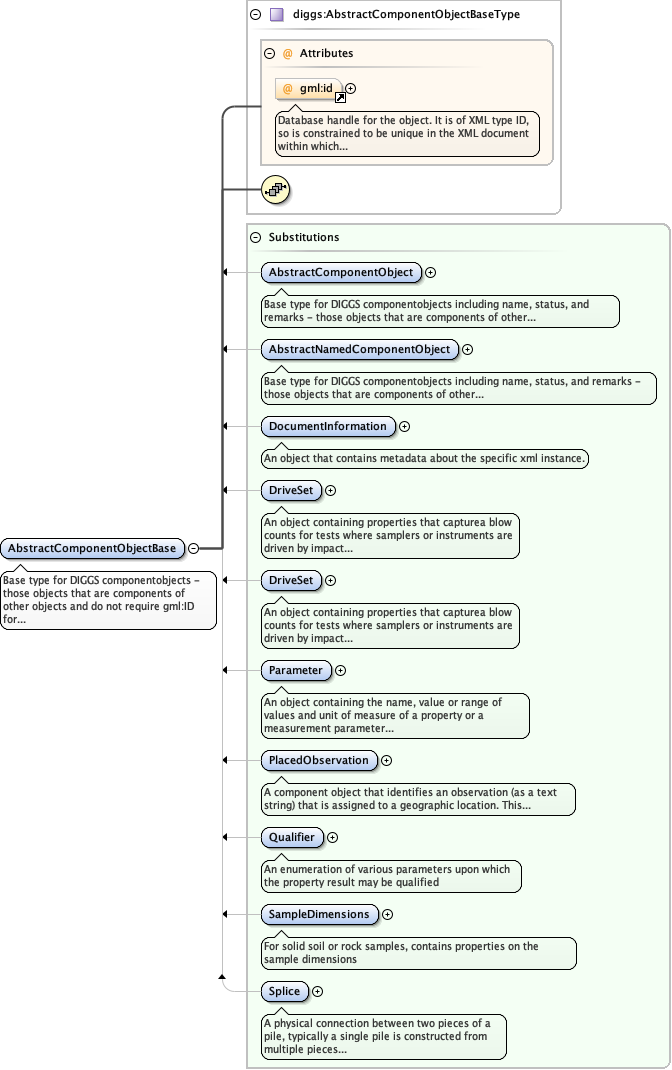 diggs:AbstractComponentObjectBaseType
@ Attributes
@ gml:id
Database handle for the object. It is of XML type ID,
so is constrained to be unique in the XML document
within which...
Substitutions
AbstractComponentObject
Base type for DIGGS componentobjects including name, status, and
remarks – those objects that are components of other...
AbstractNamedComponentObject
Base type for DIGGS componentobjects including name, status, and remarks –
those objects that are components of other...
DocumentInformation
An object that contains metadata about the specific xml instance.
DriveSet
An object containing properties that capturea blow
counts for tests where samplers or instruments are
driven by impact...
AbstractComponentObjectBase
Base type for DIGGS componentobjects –
those objects that are components of
other objects and do not require gml:ID
for...
DriveSet
An object containing properties that capturea blow
counts for tests where samplers or instruments are
driven by impact...
Parameter
An object containing the name, value or range of
values and unit of measure of a property or a
measurement parameter...
PlacedObservation
A component object that identifies an observation (as a text
string) that is assigned to a geographic location. This...
Qualifier
An enumeration of various parameters upon which
the property result may be qualified
SampleDimensions
For solid soil or rock samples, contains properties on the
sample dimensions
Splice
A physical connection between two pieces of a
pile, typically a single pile is constructed from
multiple pieces...